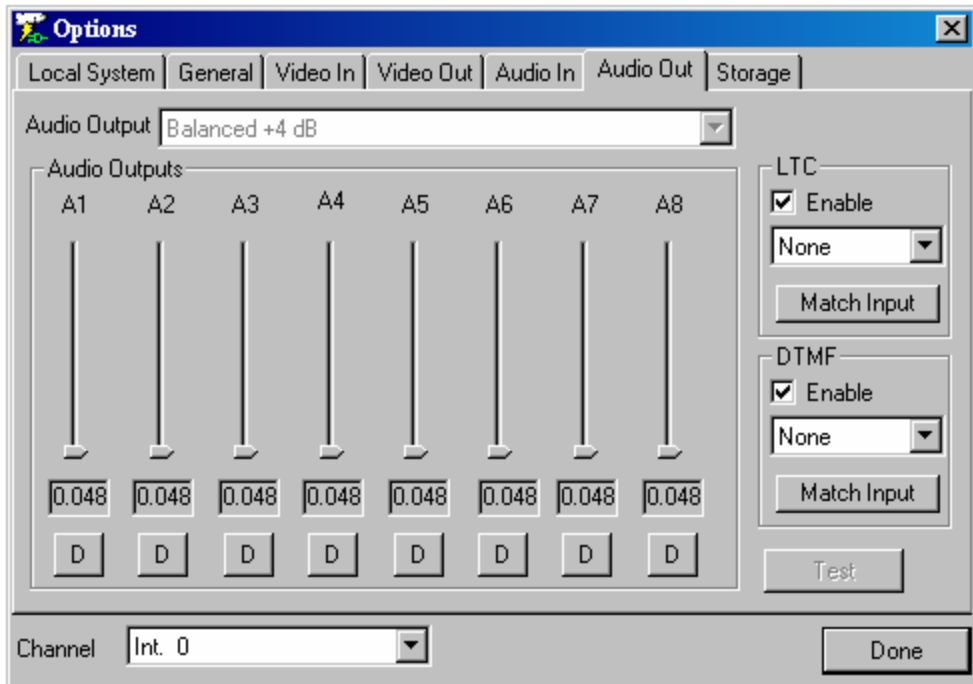 Options
Local System General Video In Video Out Audio In Audio Out Storage
Audio Output Balanced +4 dB
Audio Outputs
A1 A2 A3 A4 A5 A6 A7 A8
0.048 0.048 0.048 0.048 0.048 0.048 0.048 0.048
D D D D D D D D
LTC
Enable
None
Match Input
DTMF
Enable
None
Match Input
Test
Channel Int. 0
Done